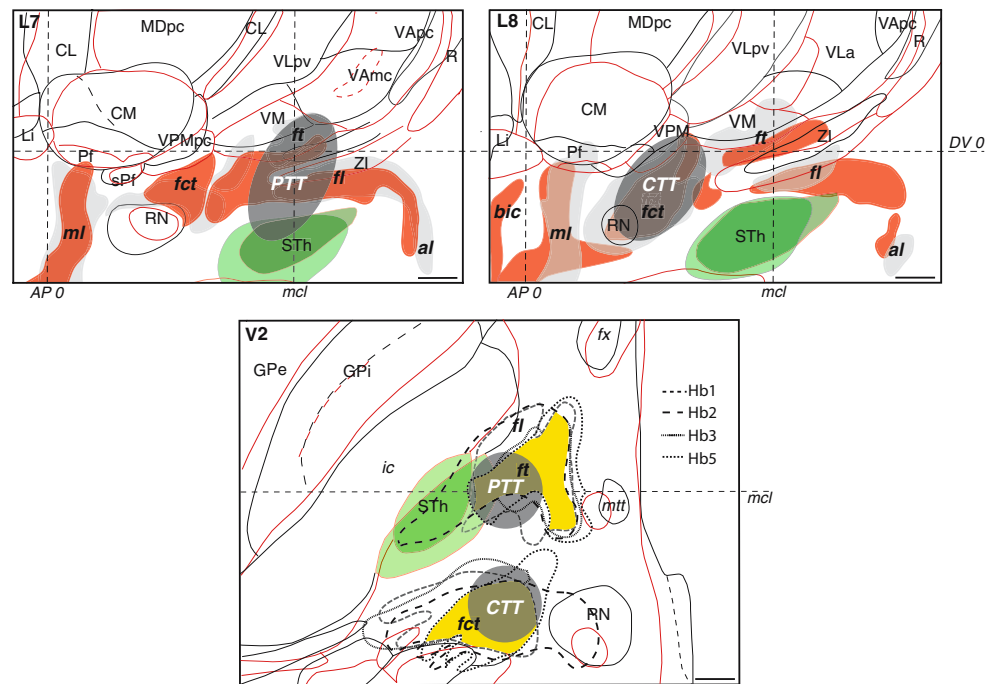 L7
MDpc
CL
VApc
CL
VLpv
R
VAmc
CM
VM
ft
Li
VPMpc
Pf
ZI
sPf
fct
PTT
fl
RN
ml
STh
al
AP 0
mcl
L8
CL
MDpc
VApc
R
VLpv
VLa
CM
VM
VPM
ft
ZI
Li
Pf
DV 0
CTT
fl
bic
fct
RN
ml
STh
al
AP 0
mcl
V2
fx
GPe
GPi
Hb1
Hb2
fl
Hb3
ic
ft
Hb5
PTT
STh
mtt
mcl
CTT
RN
fct